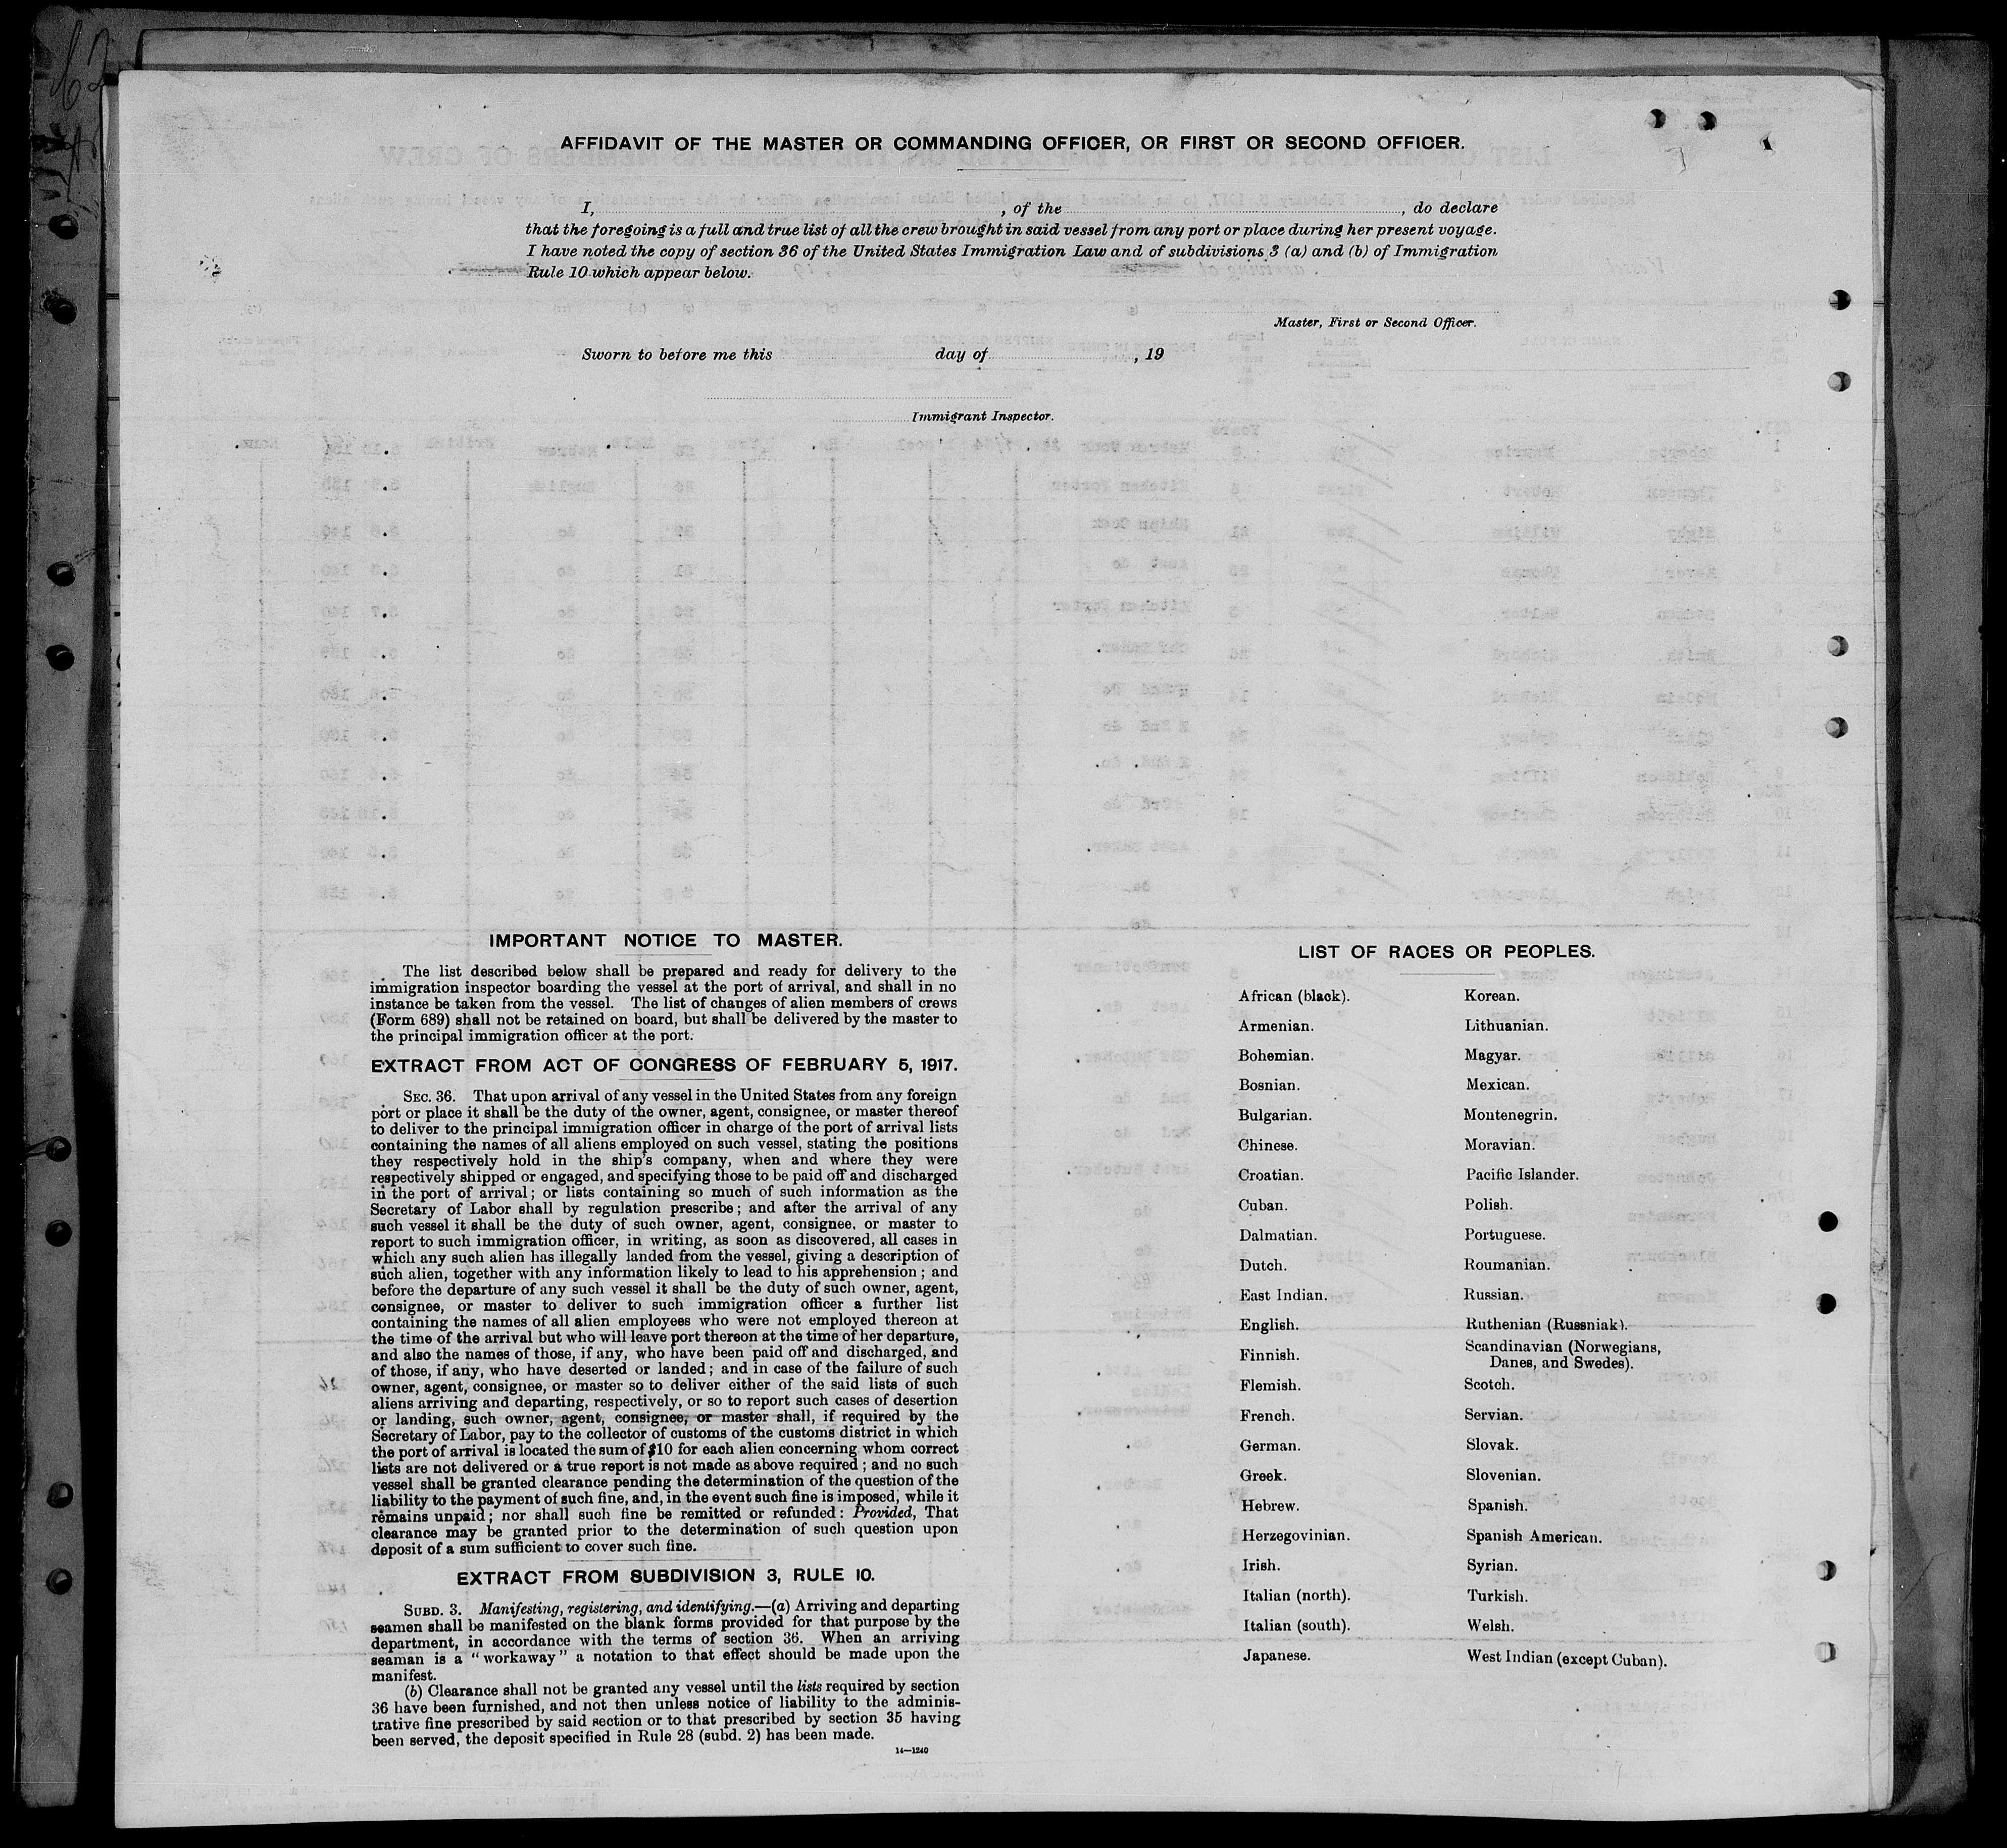 AFFIDAVIT OF THE MASTER OR COMMANDING OFFICER, OR FIRST OR SECOND OFFICER.
I, , of the , do declare
that the foregoing is a full and true list of all the crew brought in said vessel from any port or place during her present voyage.
I have noted the copy of section 36 of the United States Immigration Law and of subdivisions 3 (a) and (b) of Immigration
Rule 10 which appear below.
Master, First or Second Officer.
Sworn to before me this day of , 19
Immigrant Inspector.
IMPORTANT NOTICE TO MASTER.
The list described below shall be prepared and ready for delivery to the
immigration inspector boarding the vessel at the port of arrival, and shall in no
instance be taken from the vessel. The list of changes of alien members of crews
(Form 689) shall not be retained on board, but shall be delivered by the master to
the principal immigration officer at the port.
EXTRACT FROM ACT OF CONGRESS OF FEBRUARY 5, 1917.
SEC. 36. That upon arrival of any vessel in the United States from any foreign
port or place it shall be the duty of the owner, agent, consignee, or master thereof
to deliver to the principal immigration officer in charge of the port of arrival lists
containing the names of all aliens employed on such vessel, stating the positions
they respectively hold in the ship's company, when and where they were
respectively shipped or engaged, and specifying those to be paid off and discharged
in the port of arrival; or lists containing so much of such information as the
Secretary of Labor shall by regulation prescribe; and after the arrival of any
such vessel it shall be the duty of such owner, agent, consignee, or master to
report to such immigration officer, in writing, as soon as discovered, all cases in
which any such alien has illegally landed from the vessel, giving a description of
such alien, together with any information likely to lead to his apprehension; and
before the departure of any such vessel it shall be the duty of such owner, agent,
consignee, or master to deliver to such immigration officer a further list
containing the names of all alien employees who were not employed thereon at
the time of the arrival but who will leave port thereon at the time of her departure,
and also the names of those, if any, who have been paid off and discharged, and
of those, if any, who have deserted or landed; and in case of the failure of such
owner, agent, consignee, or master so to deliver either of the said lists of such
aliens arriving and departing, respectively, or so to report such cases of desertion
or landing, such owner, agent, consignee, or master shall, if required by the
Secretary of Labor, pay to the collector of customs of the customs district in which
the port of arrival is located the sum of $10 for each alien concerning whom correct
lists are not delivered or a true report is not made as above required; and no such
vessel shall be granted clearance pending the determination of the question of the
liability to the payment of such fine, and, in the event such fine is imposed, while it
remains unpaid; nor shall such fine be remitted or refunded: Provided, That
clearance may be granted prior to the determination of such question upon
deposit of a sum sufficient to cover such fine.
EXTRACT FROM SUBDIVISION 3, RULE 10.
SUBD. 3. Manifesting, registering, and identifying.—(a) Arriving and departing
seamen shall be manifested on the blank forms provided for that purpose by the
department, in accordance with the terms of section 36. When an arriving
seaman is a "workaway" a notation to that effect should be made upon the
manifest.
(b) Clearance shall not be granted any vessel until the lists required by section
36 have been furnished, and not then unless notice of liability to the adminis-
trative fine prescribed by said section or to that prescribed by section 35 having
been served, the deposit specified in Rule 28 (subd. 2) has been made.
14—1240
LIST OF RACES OR PEOPLES.
African (black).
Armenian.
Bohemian.
Bosnian.
Bulgarian.
Chinese.
Croatian.
Cuban.
Dalmatian.
Dutch.
East Indian.
English.
Finnish.
Flemish.
French.
German.
Greek.
Hebrew.
Herzegovinian.
Irish.
Italian (north).
Italian (south).
Japanese.
Korean.
Lithuanian.
Magyar.
Mexican.
Montenegrin.
Moravian.
Pacific Islander.
Polish.
Portuguese.
Roumanian.
Russian.
Ruthenian (Russniak).
Scandinavian (Norwegians,
Danes, and Swedes).
Scotch.
Servian.
Slovak.
Slovenian.
Spanish.
Spanish American.
Syrian.
Turkish.
Welsh.
West Indian (except Cuban).